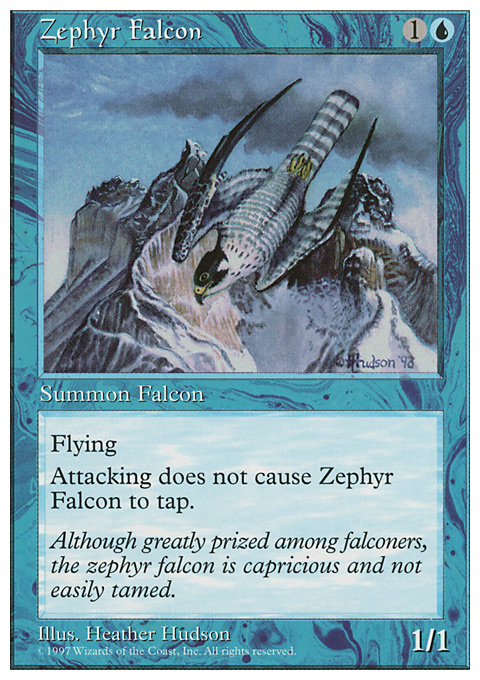 Zephyr Falcon 1
©Hudson '93
Summon Falcon
Flying
Attacking does not cause Zephyr
Falcon to tap.
Although greatly prized among falconers,
the zephyr falcon is capricious and not
easily tamed.
Illus. Heather Hudson
©1997 Wizards of the Coast, Inc. All rights reserved.
1/1